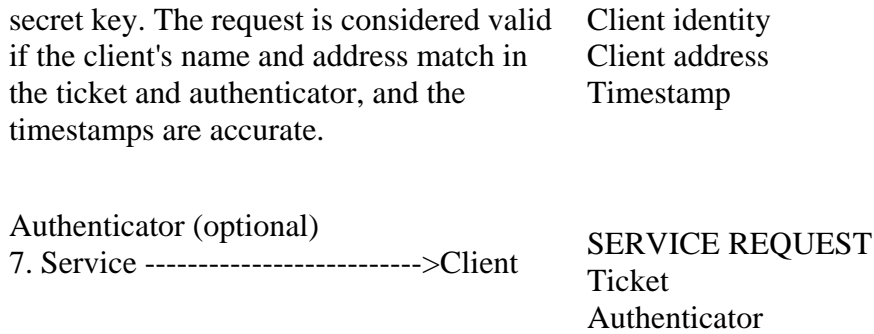 secret key. The request is considered valid
if the client's name and address match in
the ticket and authenticator, and the
timestamps are accurate.
Client identity
Client address
Timestamp
Authenticator (optional)
7. Service -------------------------->Client
SERVICE REQUEST
Ticket
Authenticator